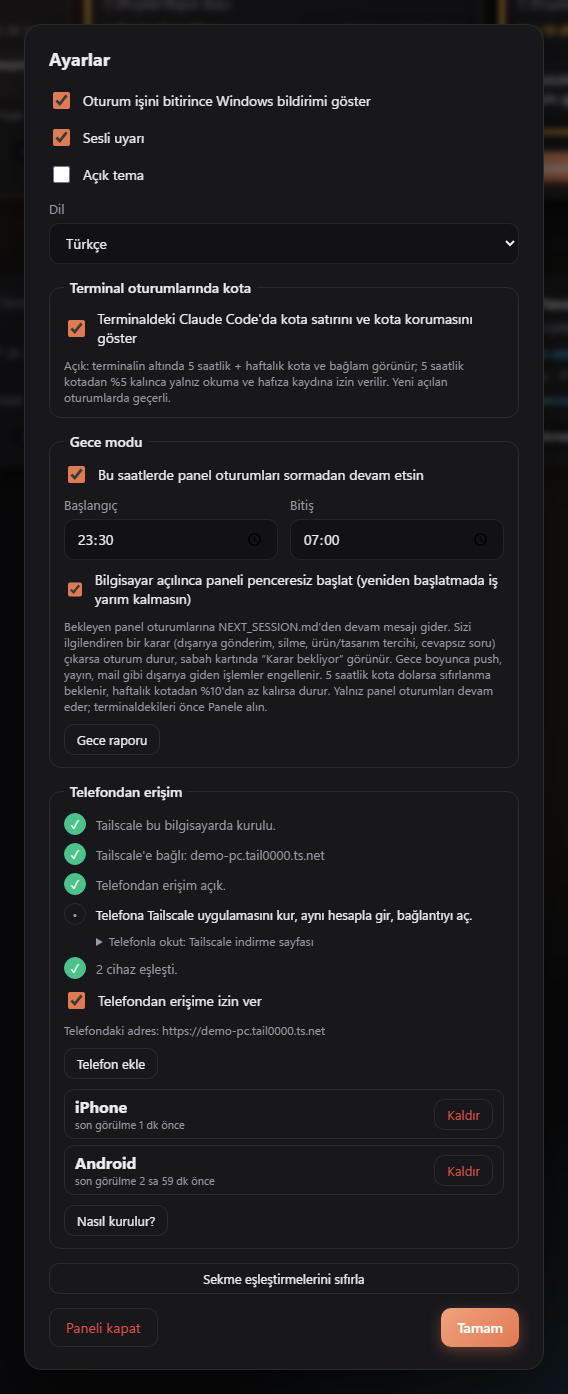 Ayarlar
Oturum işini bitirince Windows bildirimi göster
Sesli uyarı
Açık tema
Dil
Türkçe
Terminal oturumlarında kota
Terminaldeki Claude Code'da kota satırını ve kota korumasını
göster
Açık: terminalin altında 5 saatlik + haftalık kota ve bağlam görünür; 5 saatlik
kotadan %5 kalınca yalnız okuma ve hafıza kaydına izin verilir. Yeni açılan
oturumlarda geçerli.
Gece modu
Bu saatlerde panel oturumları sormadan devam etsin
Başlangıç
Bitiş
23:30
07:00
Bilgisayar açılınca paneli penceresiz başlat (yeniden başlatmada iş
yarım kalmasın)
Bekleyen panel oturumlarına NEXT_SESSION.md'den devam mesajı gider. Sizi
ilgilendiren bir karar (dışarıya gönderim, silme, ürün/tasarım tercihi, cevapsız soru)
çıkarsa oturum durur, sabah kartında "Karar bekliyor" görünür. Gece boyunca push,
yayın, mail gibi dışarıya giden işlemler engellenir. 5 saatlik kota dolarsa sıfırlanma
beklenir, haftalık kotadan %10'dan az kalırsa durur. Yalnız panel oturumları devam
eder; terminaldekileri önce Panele alın.
Gece raporu
Telefondan erişim
Tailscale bu bilgisayarda kurulu.
Tailscale'e bağlı: demo-pc.tail0000.ts.net
Telefondan erişim açık.
Telefona Tailscale uygulamasını kur, aynı hesapla gir, bağlantıyı aç.
Telefonla okut: Tailscale indirme sayfası
2 cihaz eşleşti.
Telefondan erişime izin ver
Telefondaki adres: https://demo-pc.tail0000.ts.net
Telefon ekle
iPhone
son görülme 1 dk önce
Kaldır
Android
son görülme 2 sa 59 dk önce
Kaldır
Nasıl kurulur?
Sekme eşleştirmelerini sıfırla
Paneli kapat
Tamam